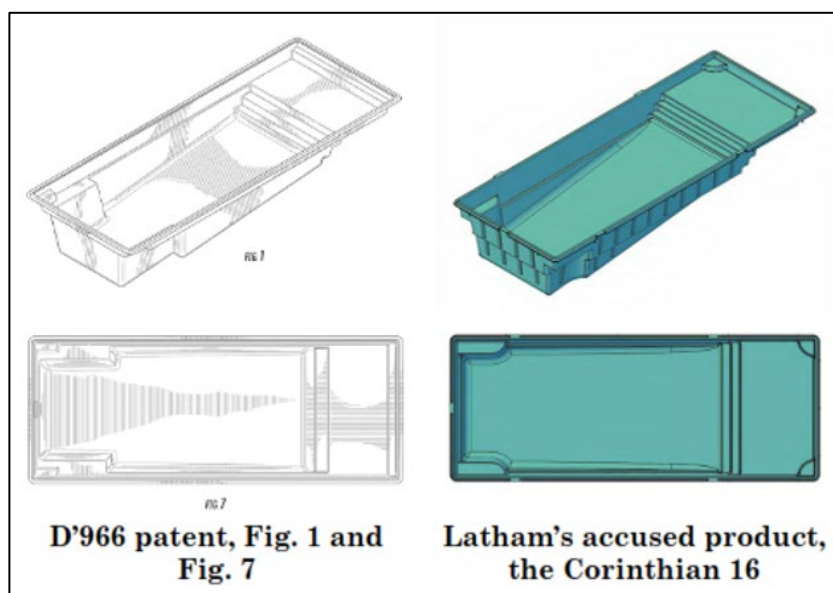 FIG. 1
FIG. 7
D’966 patent, Fig. 1 and
Fig. 7
Latham’s accused product,
the Corinthian 16